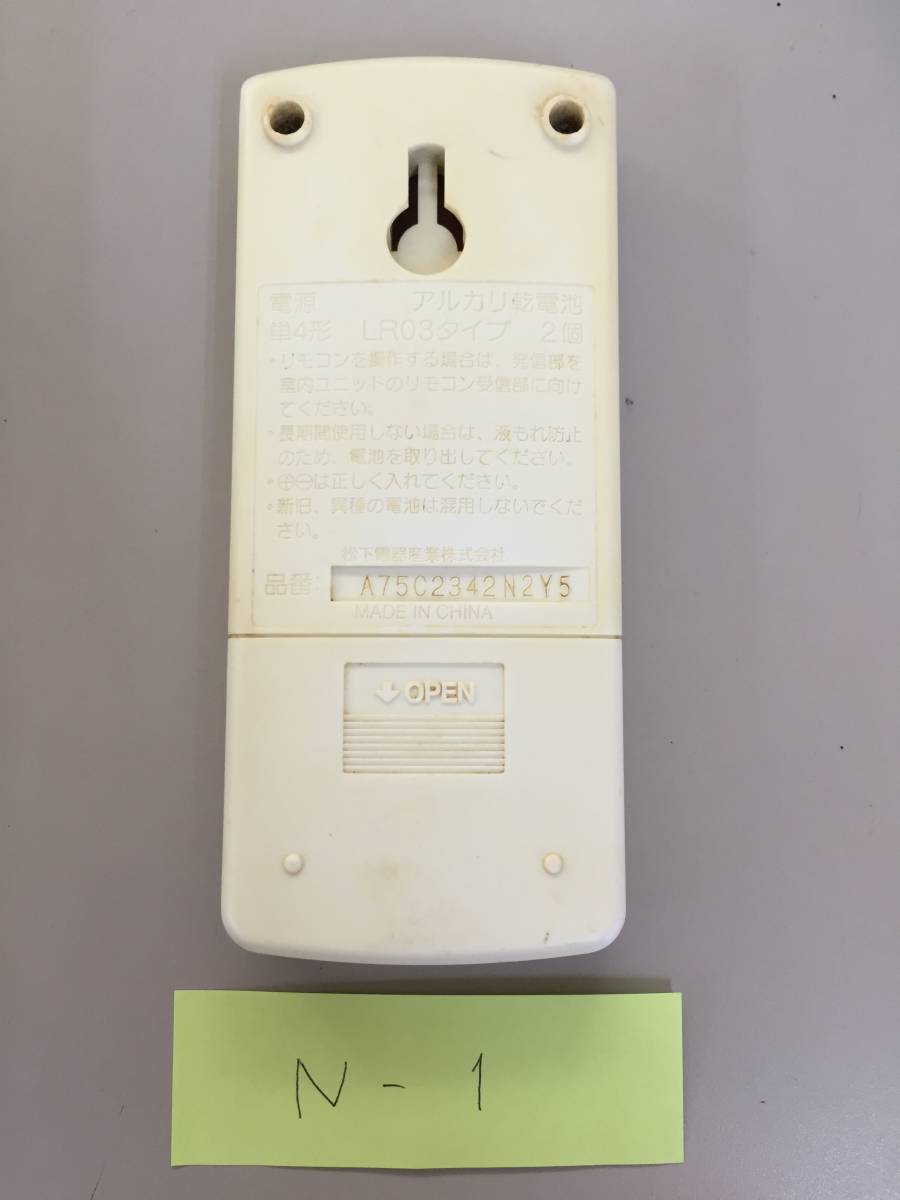 電源 アルカリ乾電池
単4形 LR03タイプ 2個
・リモコンを操作する場合は、発信部を
室内ユニットのリモコン受信部に向け
てください。
・長期間使用しない場合は、液もれ防止
のため、電池を取り出してください。
・⊕⊖は正しく入れてください。
・新旧、異種の電池は混用しないでくだ
さい。
松下電器産業株式会社
品番: A75C2342N2Y5
MADE IN CHINA
↓ OPEN
N-1